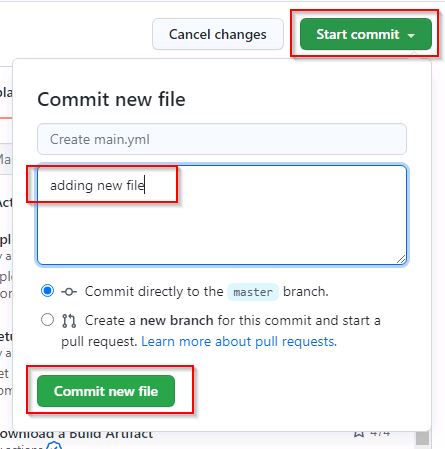 Cancel changes
Start commit
Commit new file
Create main.yml
adding new file
Commit directly to the master branch.
Create a new branch for this commit and start a
pull request. Learn more about pull requests.
Commit new file
ownload a Build Artifact